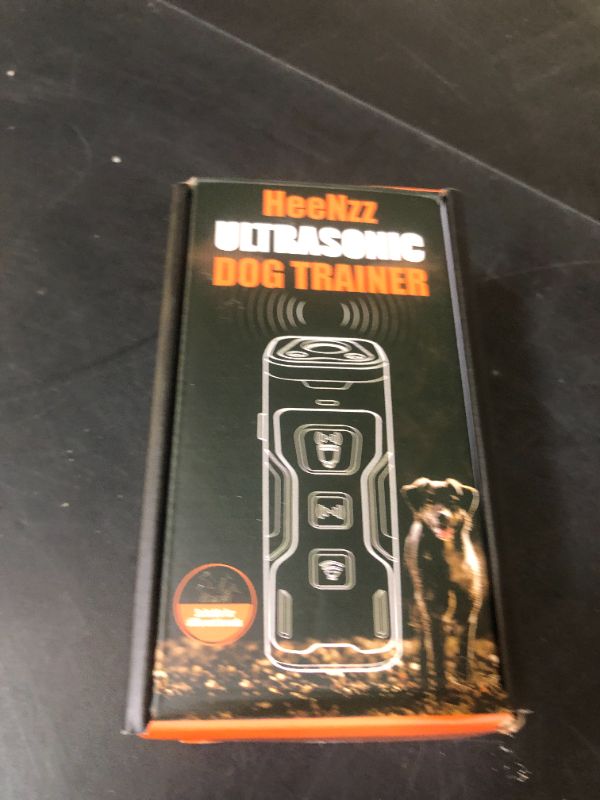 HeeNzz
ULTRASONIC
DOG TRAINER